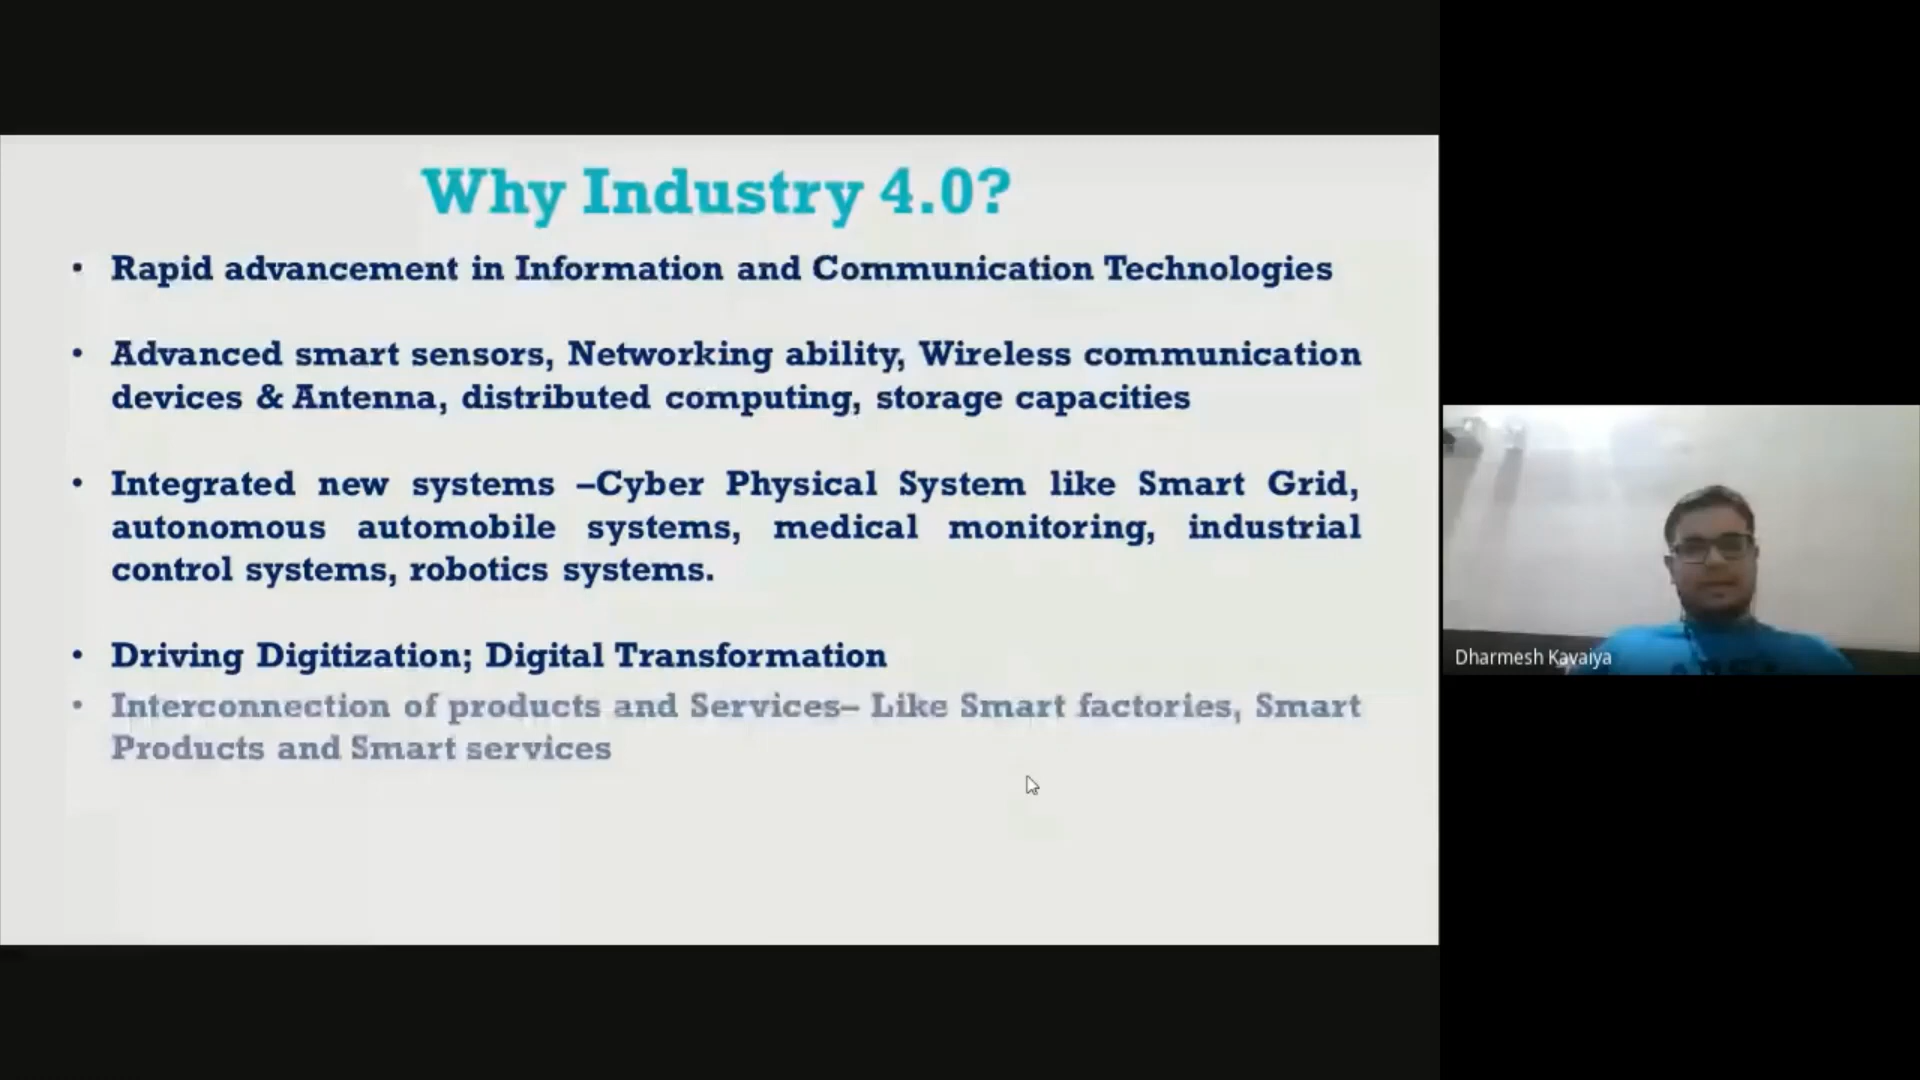 Why Industry 4.0?
• Rapid advancement in Information and Communication Technologies
• Advanced smart sensors, Networking ability, Wireless communication
devices & Antenna, distributed computing, storage capacities
• Integrated new systems –Cyber Physical System like Smart Grid,
autonomous automobile systems, medical monitoring, industrial
control systems, robotics systems.
• Driving Digitization; Digital Transformation
• Interconnection of products and Services– Like Smart factories, Smart
Products and Smart services
Dharmesh Kavaiya